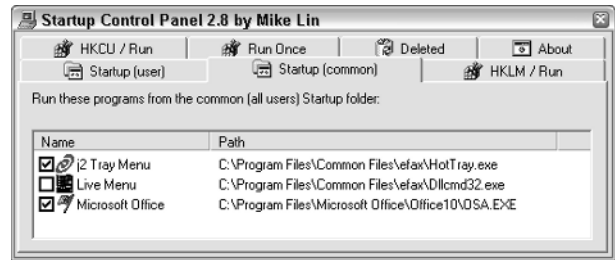 Startup Control Panel 2.8 by Mike Lin
HKCU / Run Run Once Deleted About
Startup (user) Startup (common) HKLM / Run
Run these programs from the common (all users) Startup folder:
Name Path
j2 Tray Menu C:\Program Files\Common Files\efax\HotTray.exe
Live Menu C:\Program Files\Common Files\efax\Dllcmd32.exe
Microsoft Office C:\Program Files\Microsoft Office\Office10\OSA.EXE